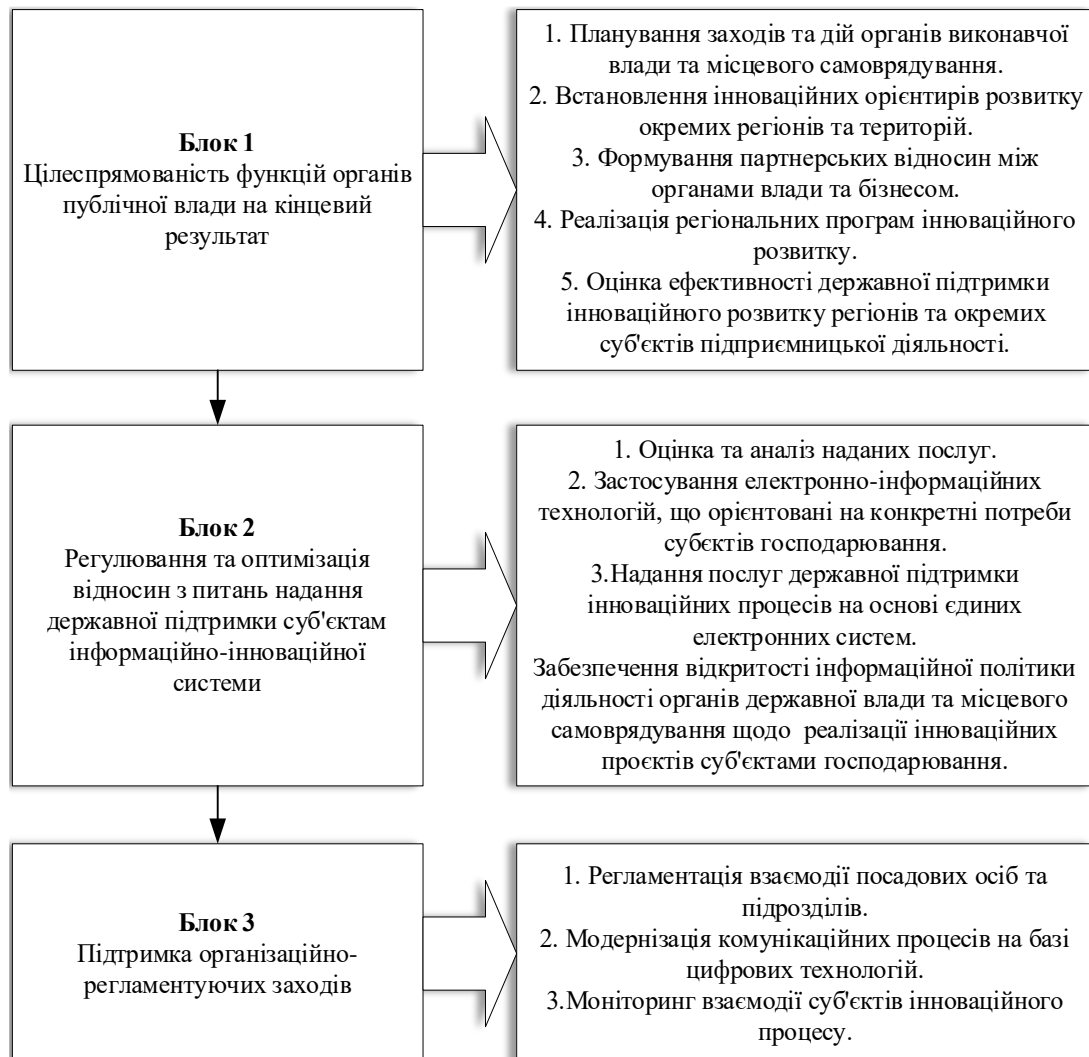 Блок 1
Цілеспрямованість функцій органів
публічної влади на кінцевий
результат
1. Планування заходів та дій органів виконавчої
влади та місцевого самоврядування.
2. Встановлення інноваційних орієнтирів розвитку
окремих регіонів та територій.
3. Формування партнерських відносин між
органами влади та бізнесом.
4. Реалізація регіональних програм інноваційного
розвитку.
5. Оцінка ефективності державної підтримки
інноваційного розвитку регіонів та окремих
суб'єктів підприємницької діяльності.
Блок 2
Регулювання та оптимізація
відносин з питань надання
державної підтримки суб'єктам
інформаційно-інноваційної
системи
1. Оцінка та аналіз наданих послуг.
2. Застосування електронно-інформаційних
технологій, що орієнтовані на конкретні потреби
субєктів господарювання.
3.Надання послуг державної підтримки
інноваційних процесів на основі єдиних
електронних систем.
Забезпечення відкритості інформаційної політики
діяльності органів державної влади та місцевого
самоврядування щодо  реалізації інноваційних
проєктів суб'єктами господарювання.
Блок 3
Підтримка організаційно-
регламентуючих заходів
1. Регламентація взаємодії посадових осіб та
підрозділів.
2. Модернізація комунікаційних процесів на базі
цифрових технологій.
3.Моніторинг взаємодії суб'єктів інноваційного
процесу.